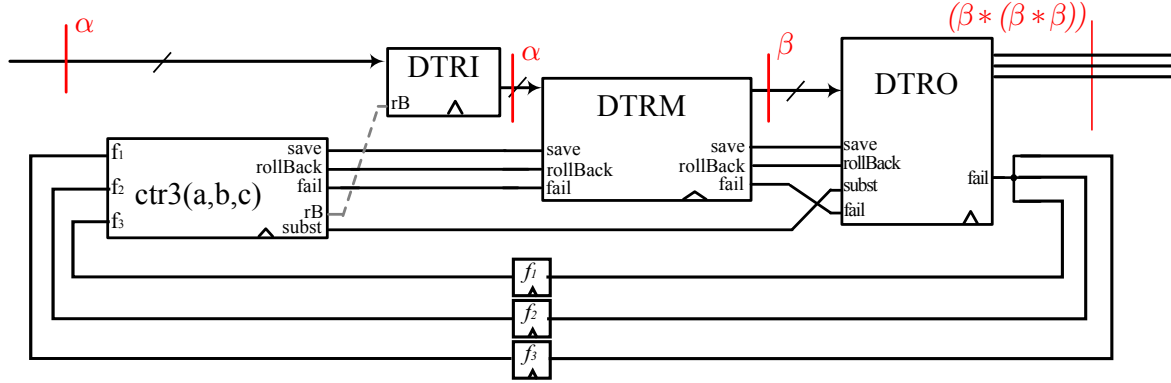 α
(β ∗ (β ∗ β))
α
β
DTRI
rB
DTRM
save
rollBack
fail
save
rollBack
fail
DTRO
save
rollBack
subst
fail
fail
f₁
f₂
f₃
ctr3(a,b,c)
save
rollBack
fail
rB
subst
f₁
f₂
f₃